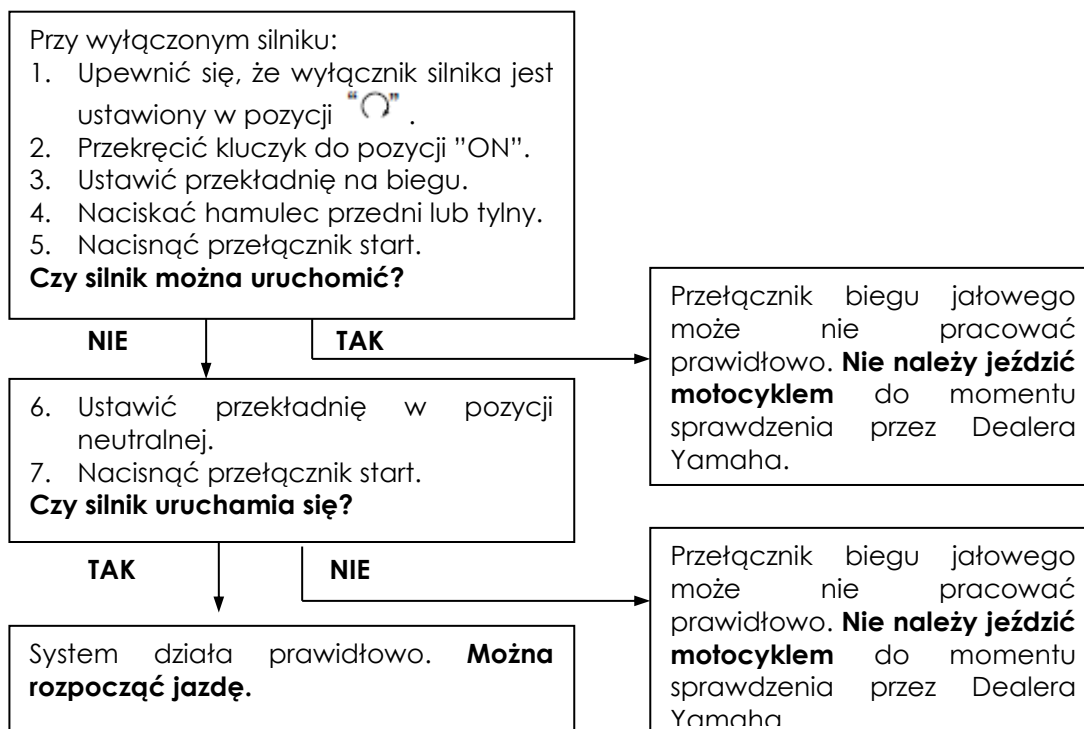 Przy wyłączonym silniku:
1. Upewnić się, że wyłącznik silnika jest
ustawiony w pozycji “ ” .
2. Przekręcić kluczyk do pozycji ”ON”.
3. Ustawić przekładnię na biegu.
4. Naciskać hamulec przedni lub tylny.
5. Nacisnąć przełącznik start.
Czy silnik można uruchomić?
NIE
TAK
Przełącznik biegu jałowego
może nie pracować
prawidłowo. Nie należy jeździć
motocyklem do momentu
sprawdzenia przez Dealera
Yamaha.
6. Ustawić przekładnię w pozycji
neutralnej.
7. Nacisnąć przełącznik start.
Czy silnik uruchamia się?
TAK
NIE
Przełącznik biegu jałowego
może nie pracować
prawidłowo. Nie należy jeździć
motocyklem do momentu
sprawdzenia przez Dealera
Yamaha
System działa prawidłowo. Można
rozpocząć jazdę.